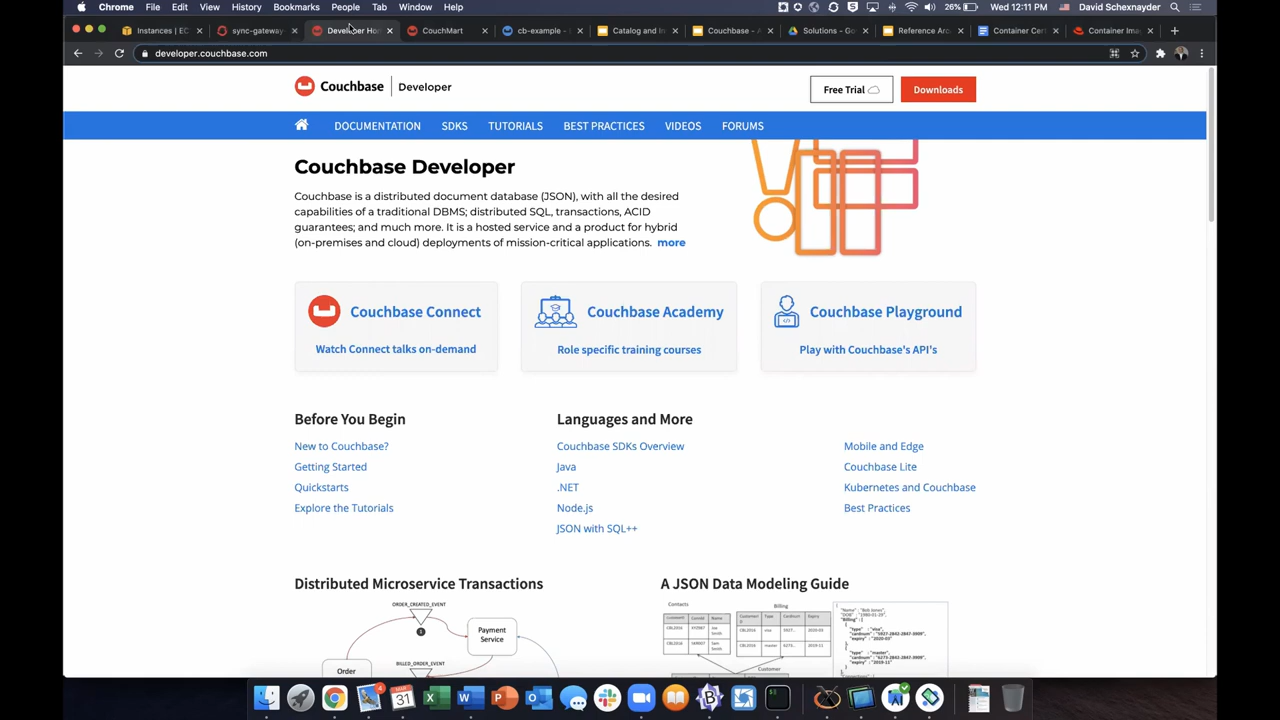 Chrome File Edit View History Bookmarks People Tab Window Help
26% Wed 12:11 PM David Schexnayder
Instances | EC
sync-gateway
Developer Ho
CouchMart
cb-example -
Catalog and In
Couchbase - A
Solutions - Go
Reference Arc
Container Cert
Container Ima
developer.couchbase.com
Couchbase | Developer
Free Trial
Downloads
DOCUMENTATION SDKS TUTORIALS BEST PRACTICES VIDEOS FORUMS
Couchbase Developer
Couchbase is a distributed document database (JSON), with all the desired
capabilities of a traditional DBMS; distributed SQL, transactions, ACID
guarantees; and much more. It is a hosted service and a product for hybrid
(on-premises and cloud) deployments of mission-critical applications. more
Couchbase Connect
Watch Connect talks on-demand
Couchbase Academy
Role specific training courses
Couchbase Playground
Play with Couchbase's API's
Before You Begin
New to Couchbase?
Getting Started
Quickstarts
Explore the Tutorials
Languages and More
Couchbase SDKs Overview
Java
.NET
Node.js
JSON with SQL++
Mobile and Edge
Couchbase Lite
Kubernetes and Couchbase
Best Practices
Distributed Microservice Transactions
ORDER_CREATED_EVENT
1
Payment
Service
BILLED_ORDER_EVENT
Order
A JSON Data Modeling Guide
Contacts
Billing
Customer
MAR
31